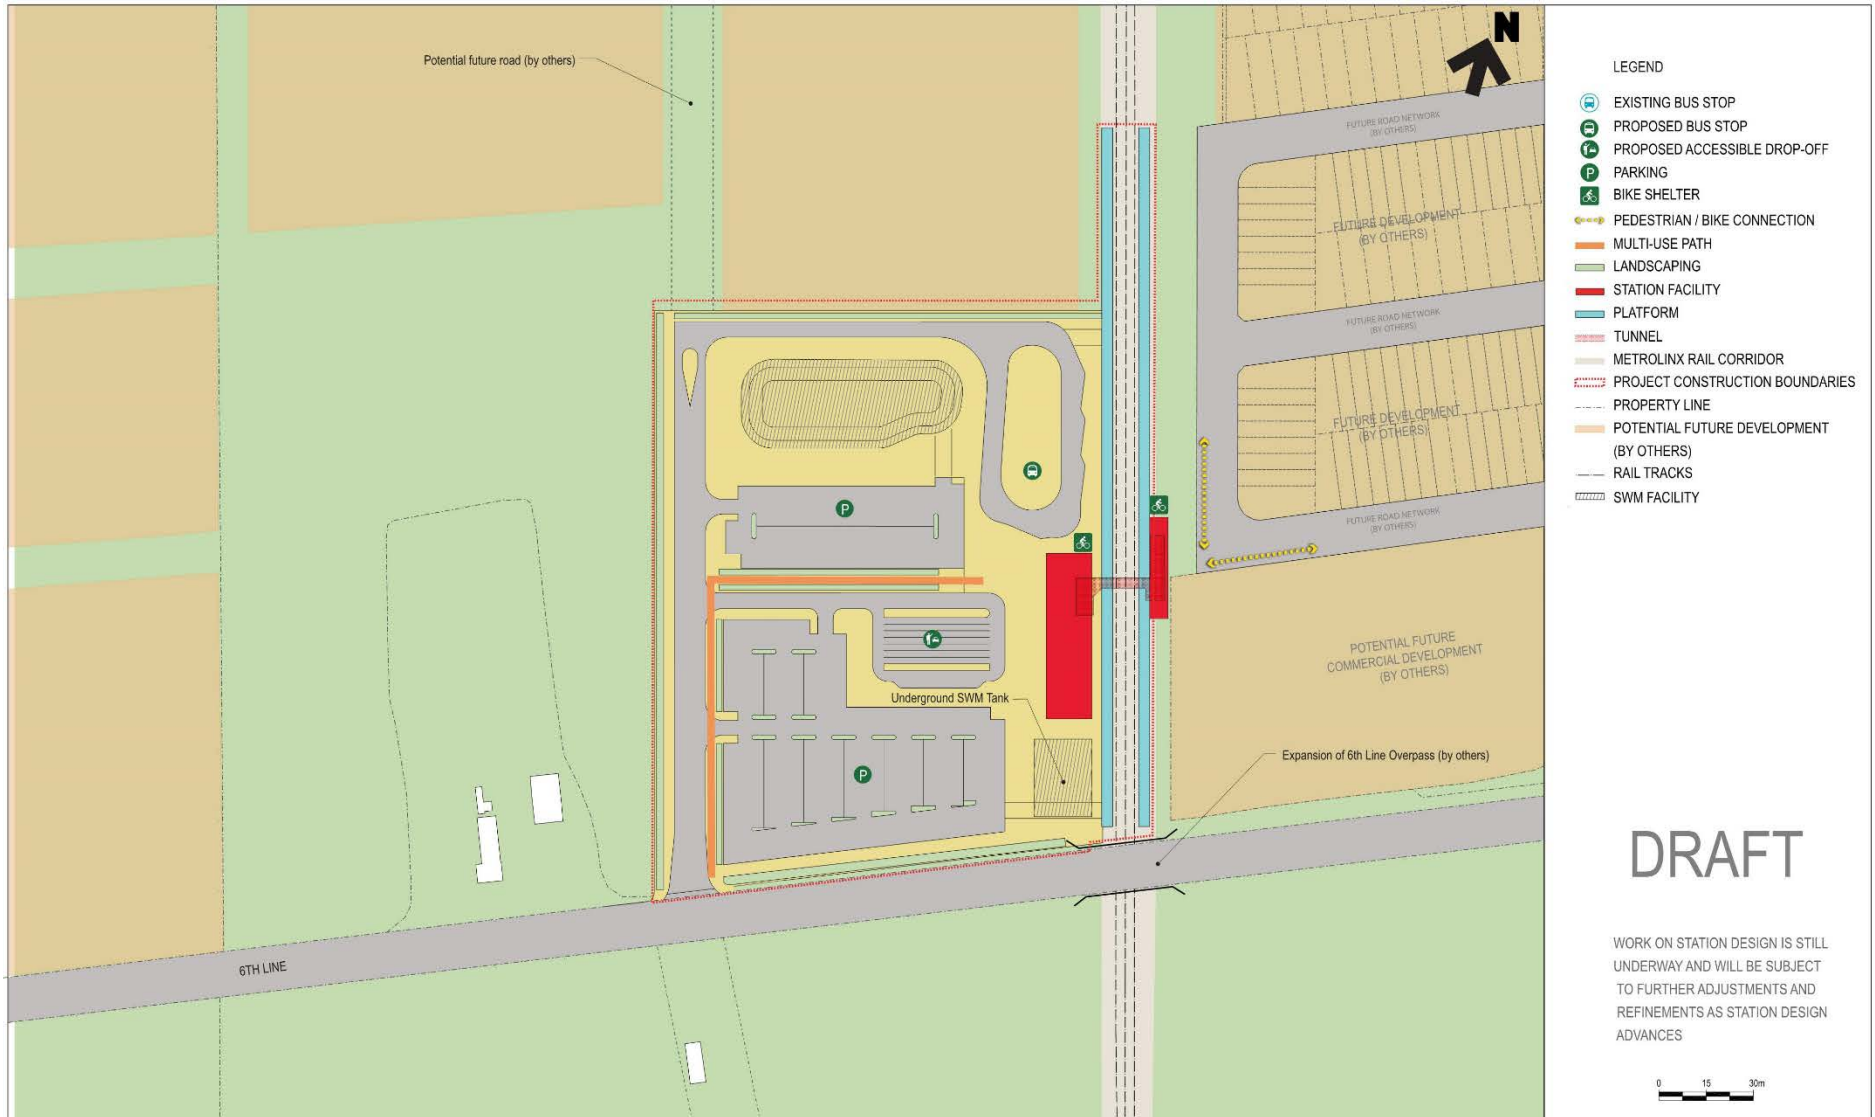 Potential future road (by others)
N
FUTURE ROAD NETWORK
(BY OTHERS)
FUTURE DEVELOPMENT
(BY OTHERS)
FUTURE ROAD NETWORK
(BY OTHERS)
FUTURE DEVELOPMENT
(BY OTHERS)
FUTURE ROAD NETWORK
(BY OTHERS)
P
POTENTIAL FUTURE
COMMERCIAL DEVELOPMENT
(BY OTHERS)
Underground SWM Tank
Expansion of 6th Line Overpass (by others)
P
6TH LINE
LEGEND
EXISTING BUS STOP
PROPOSED BUS STOP
PROPOSED ACCESSIBLE DROP-OFF
P PARKING
BIKE SHELTER
PEDESTRIAN / BIKE CONNECTION
MULTI-USE PATH
LANDSCAPING
STATION FACILITY
PLATFORM
TUNNEL
METROLINX RAIL CORRIDOR
PROJECT CONSTRUCTION BOUNDARIES
PROPERTY LINE
POTENTIAL FUTURE DEVELOPMENT
(BY OTHERS)
RAIL TRACKS
SWM FACILITY
DRAFT
WORK ON STATION DESIGN IS STILL
UNDERWAY AND WILL BE SUBJECT
TO FURTHER ADJUSTMENTS AND
REFINEMENTS AS STATION DESIGN
ADVANCES
0 15 30m